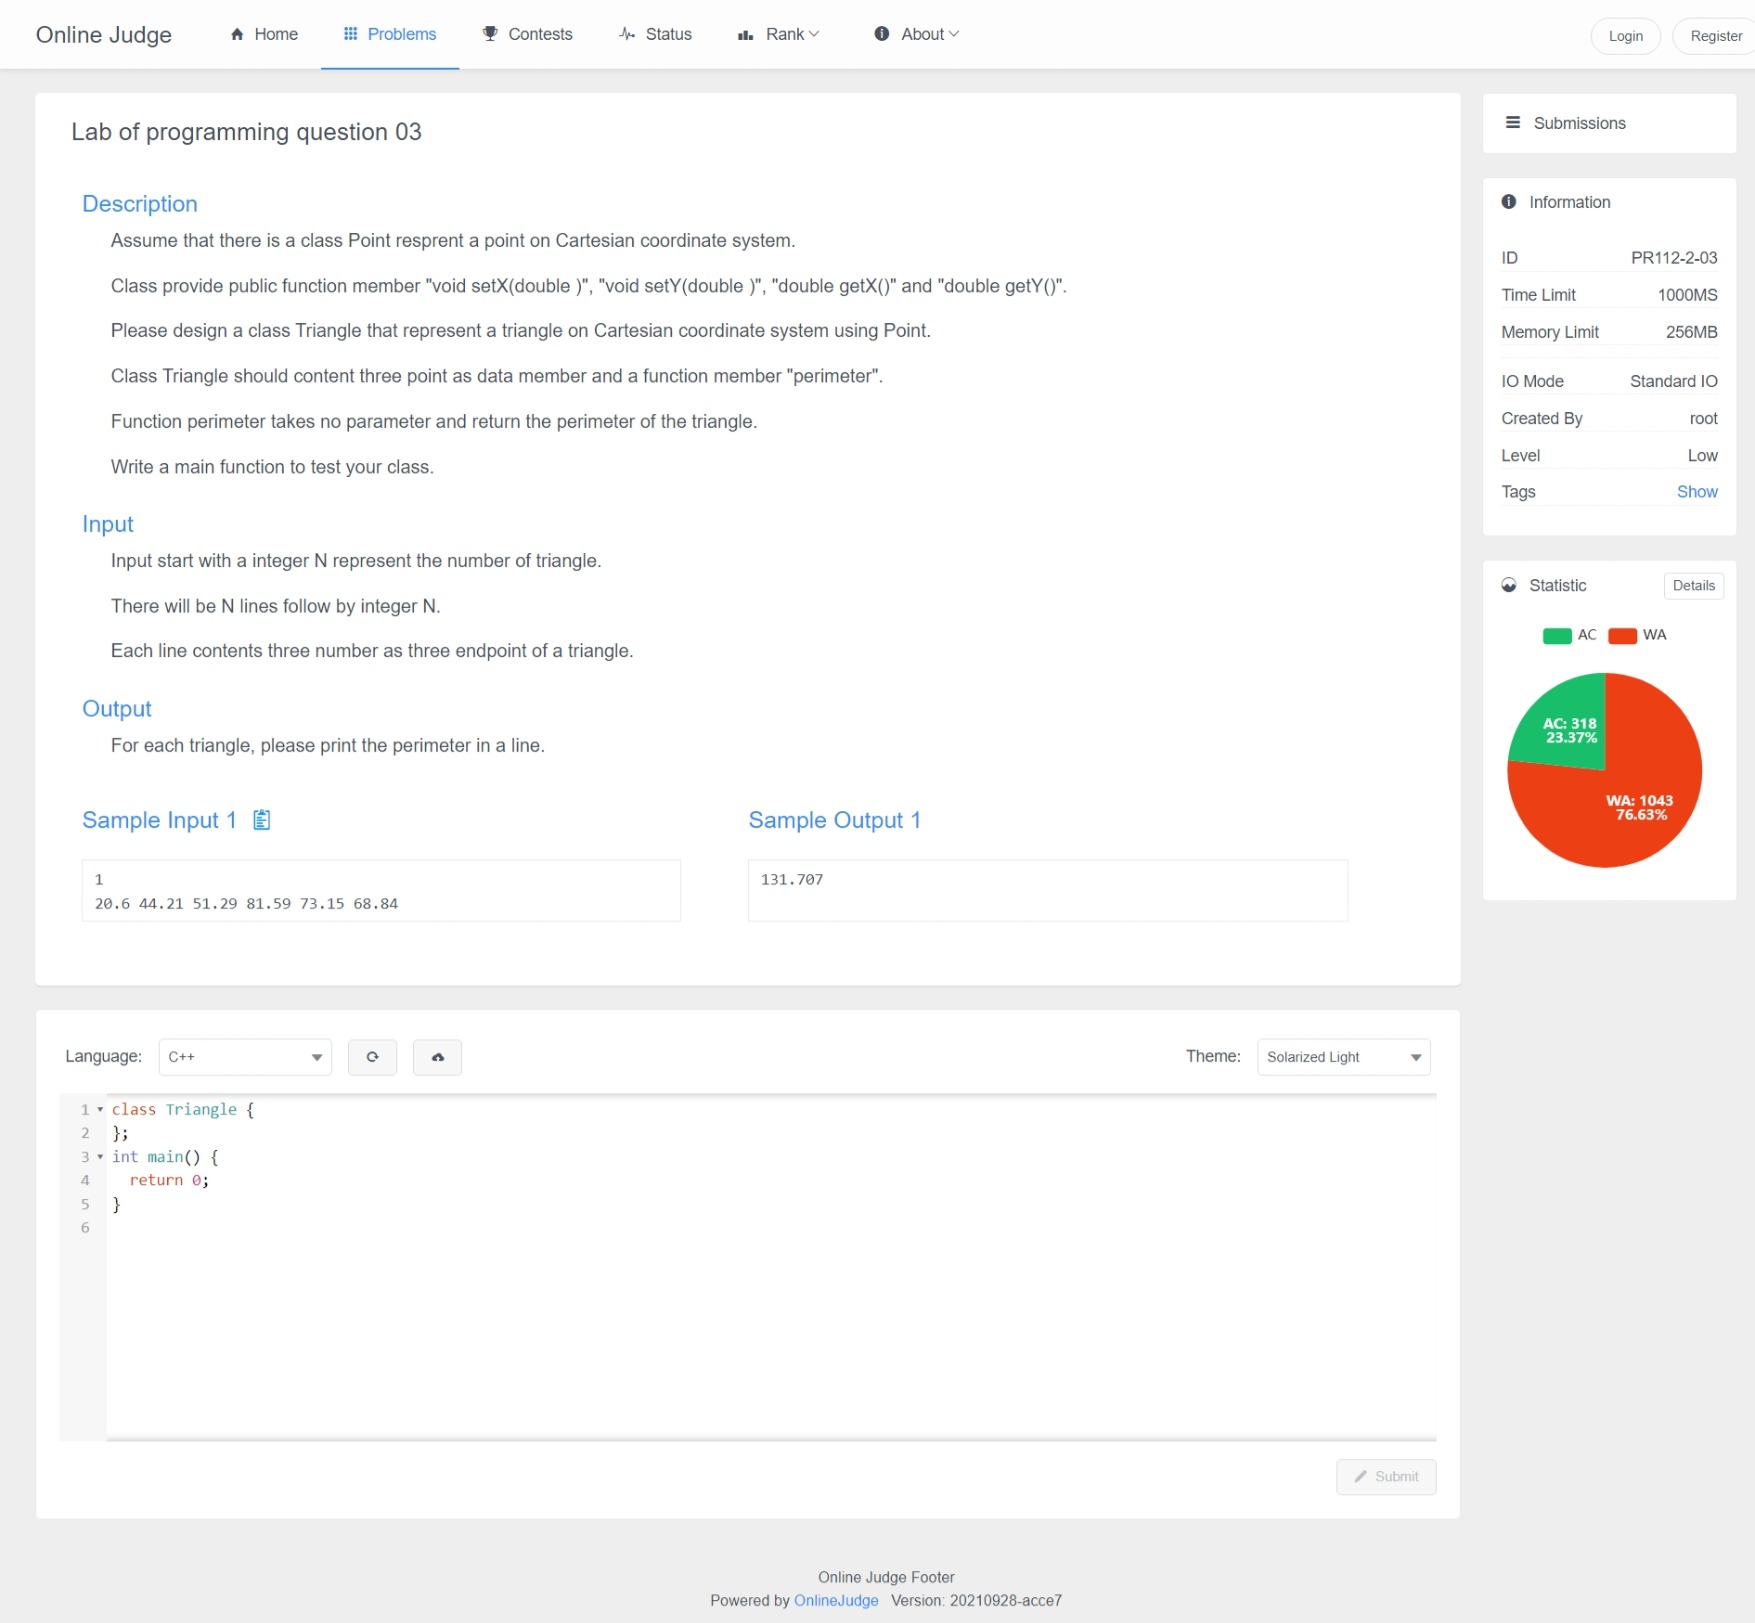 Online Judge
Home
Problems
Contests
Status
Rank
About
Login
Register
Lab of programming question 03
Description
Assume that there is a class Point resprent a point on Cartesian coordinate system.
Class provide public function member "void setX(double )", "void setY(double )", "double getX()" and "double getY()".
Please design a class Triangle that represent a triangle on Cartesian coordinate system using Point.
Class Triangle should content three point as data member and a function member "perimeter".
Function perimeter takes no parameter and return the perimeter of the triangle.
Write a main function to test your class.
Input
Input start with a integer N represent the number of triangle.
There will be N lines follow by integer N.
Each line contents three number as three endpoint of a triangle.
Output
For each triangle, please print the perimeter in a line.
Sample Input 1
1
20.6 44.21 51.29 81.59 73.15 68.84
Sample Output 1
131.707
Language:
C++
Theme:
Solarized Light
1 class Triangle {
2 };
3 int main() {
4 return 0;
5 }
6
Submit
Submissions
Information
ID PR112-2-03
Time Limit 1000MS
Memory Limit 256MB
IO Mode Standard IO
Created By root
Level Low
Tags Show
Statistic
Details
AC WA
AC: 318
23.37%
WA: 1043
76.63%
Online Judge Footer
Powered by OnlineJudge Version: 20210928-acce7